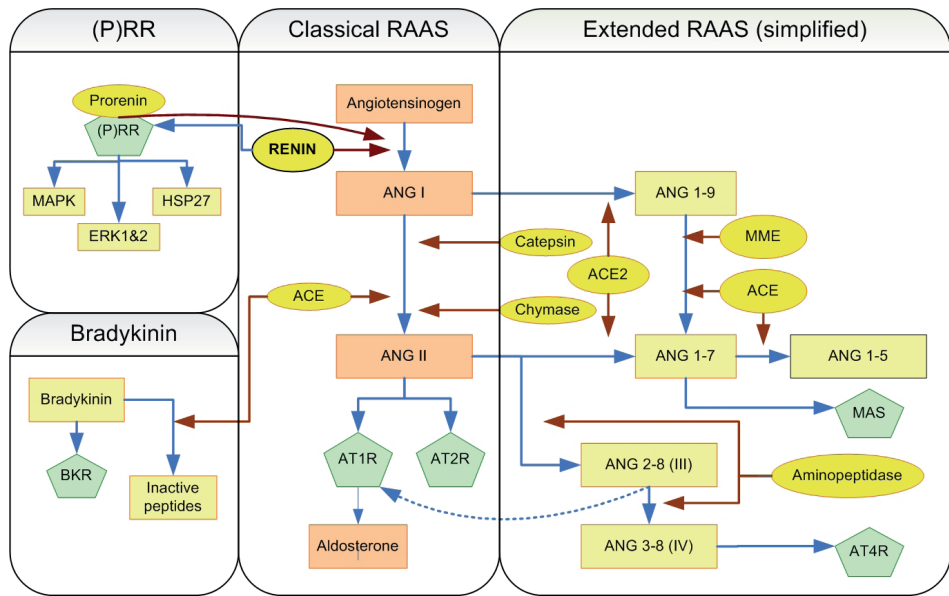 (P)RR
Classical RAAS
Extended RAAS (simplified)
Prorenin
(P)RR
RENIN
MAPK
HSP27
ERK1&2
Angiotensinogen
ANG I
ANG 1-9
Catepsin
MME
ACE2
ACE
ACE
Chymase
Bradykinin
ANG II
ANG 1-7
ANG 1-5
Bradykinin
MAS
BKR
Inactive
peptides
AT1R
AT2R
ANG 2-8 (III)
Aminopeptidase
Aldosterone
ANG 3-8 (IV)
AT4R